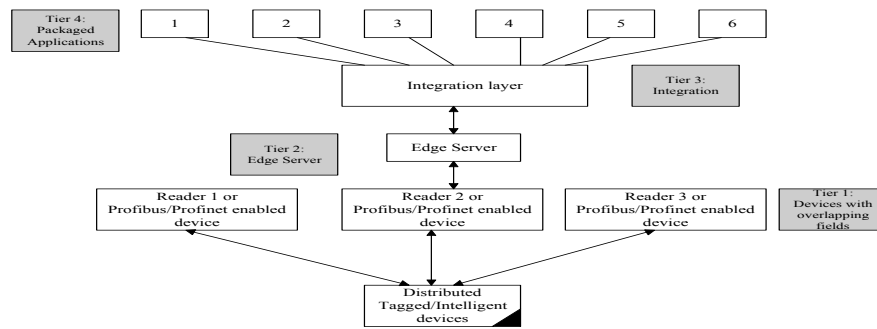 Tier 4:
Packaged
Applications
1
2
3
4
5
6
Integration layer
Tier 3:
Integration
Tier 2:
Edge Server
Edge Server
Reader 1 or
Profibus/Profinet enabled
device
Reader 2 or
Profibus/Profinet enabled
device
Reader 3 or
Profibus/Profinet enabled
device
Tier 1:
Devices with
overlapping
fields
Distributed
Tagged/Intelligent
devices